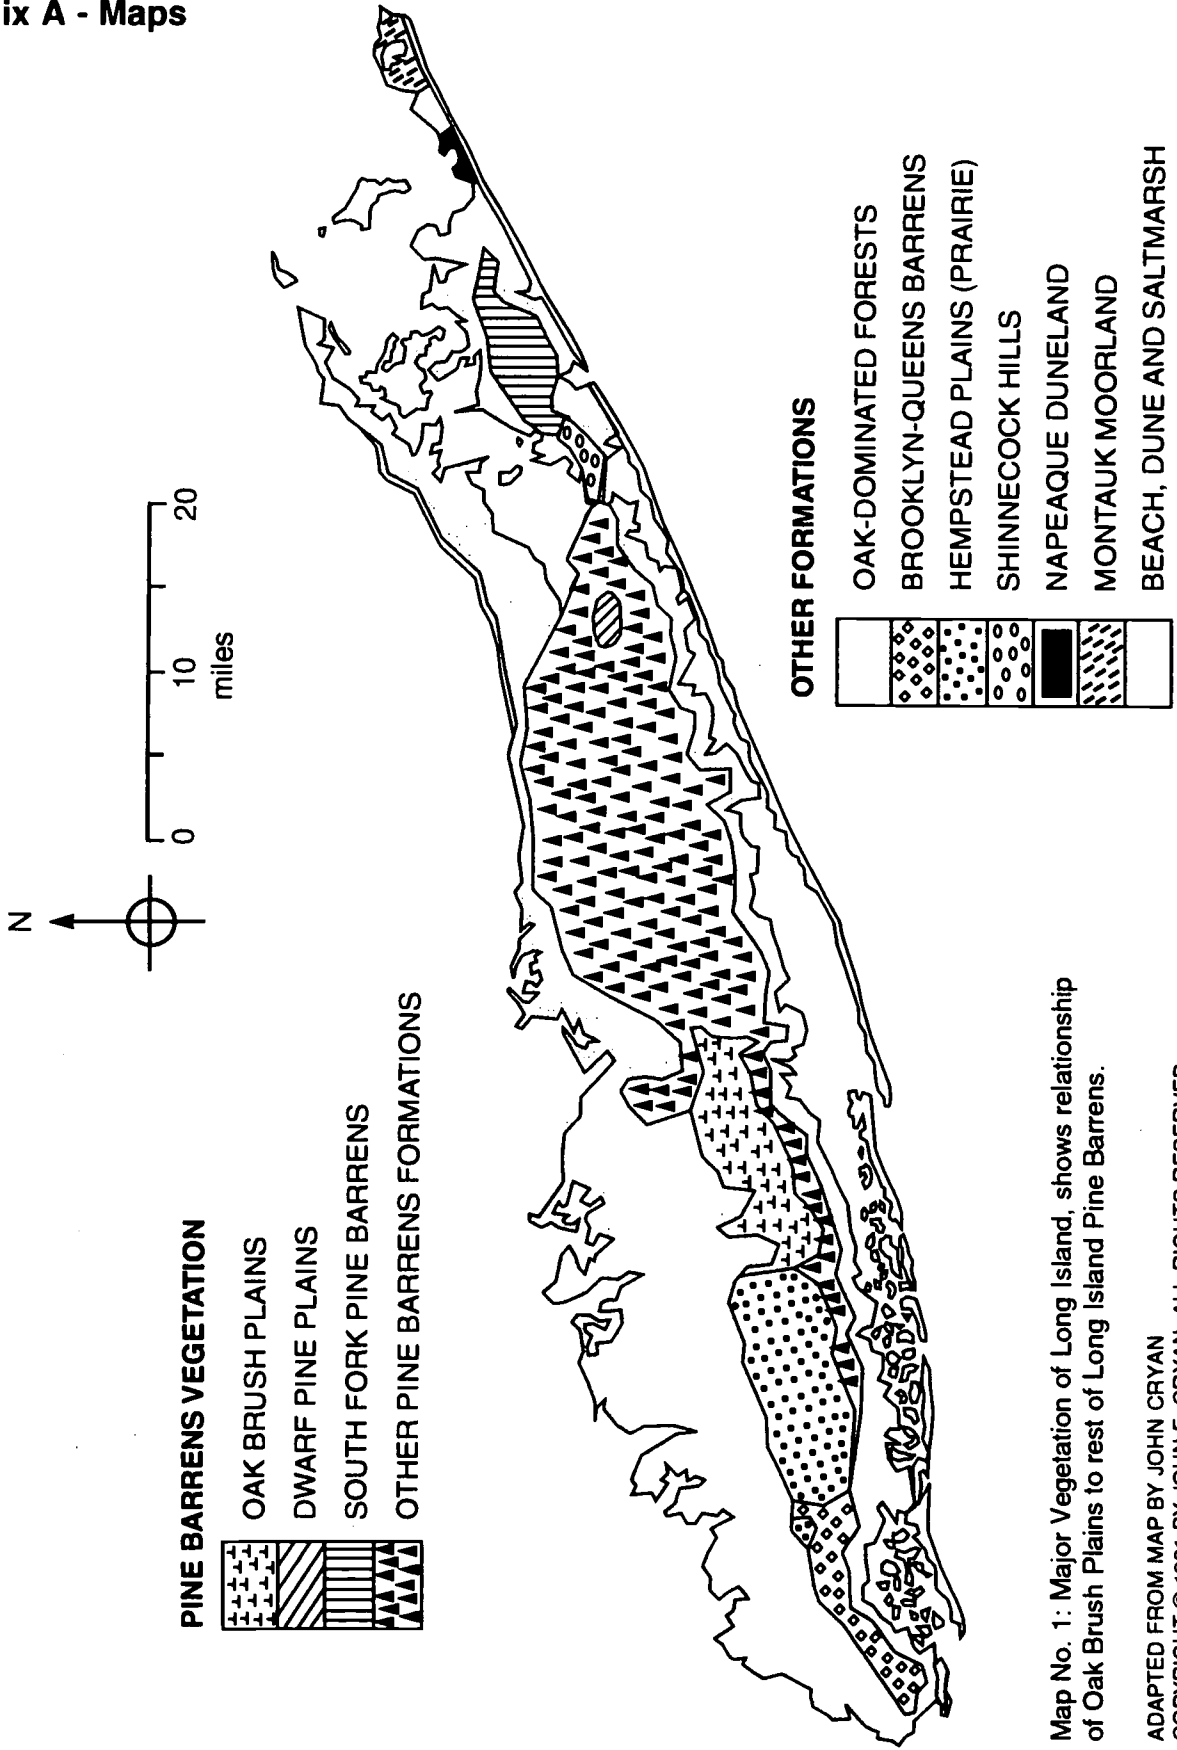 ix A - Maps
N
0 10 20
miles
PINE BARRENS VEGETATION
OAK BRUSH PLAINS
DWARF PINE PLAINS
SOUTH FORK PINE BARRENS
OTHER PINE BARRENS FORMATIONS
OTHER FORMATIONS
OAK-DOMINATED FORESTS
BROOKLYN-QUEENS BARRENS
HEMPSTEAD PLAINS (PRAIRIE)
SHINNECOCK HILLS
NAPEAQUE DUNELAND
MONTAUK MOORLAND
BEACH, DUNE AND SALTMARSH
Map No. 1: Major Vegetation of Long Island, shows relationship
of Oak Brush Plains to rest of Long Island Pine Barrens.
ADAPTED FROM MAP BY JOHN CRYAN